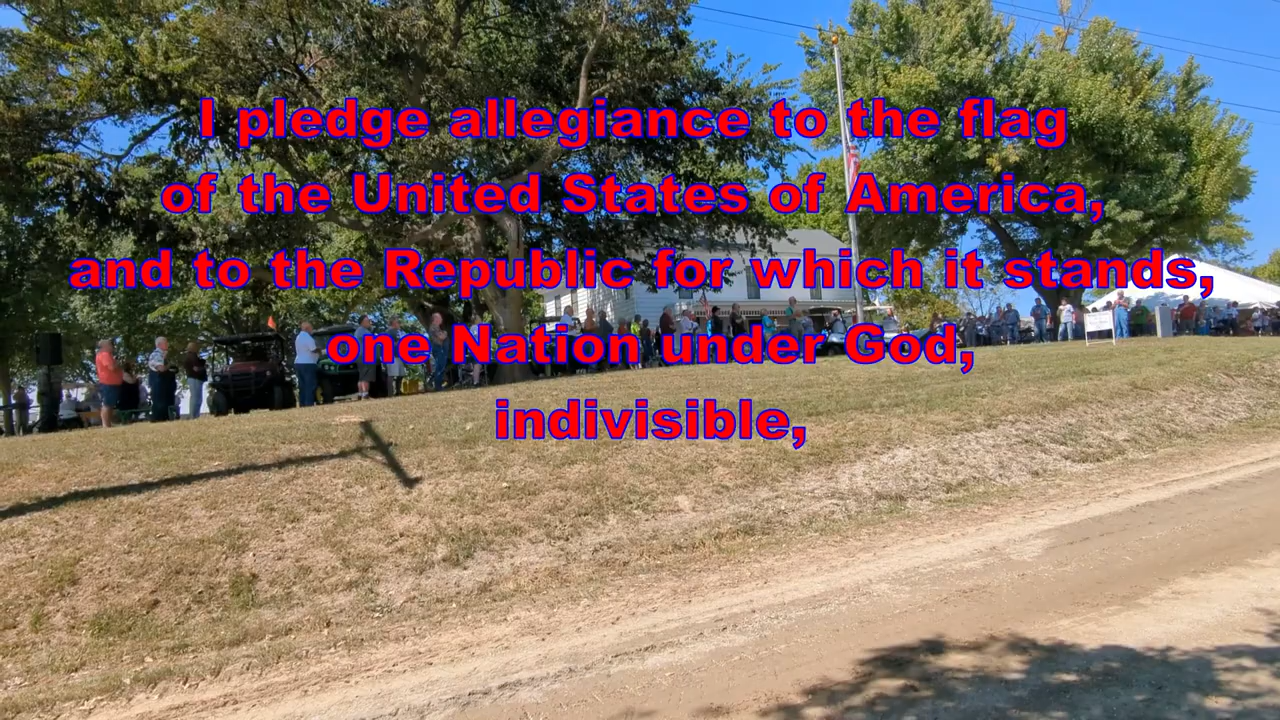 I pledge allegiance to the flag
of the United States of America,
and to the Republic for which it stands,
one Nation under God,
indivisible,